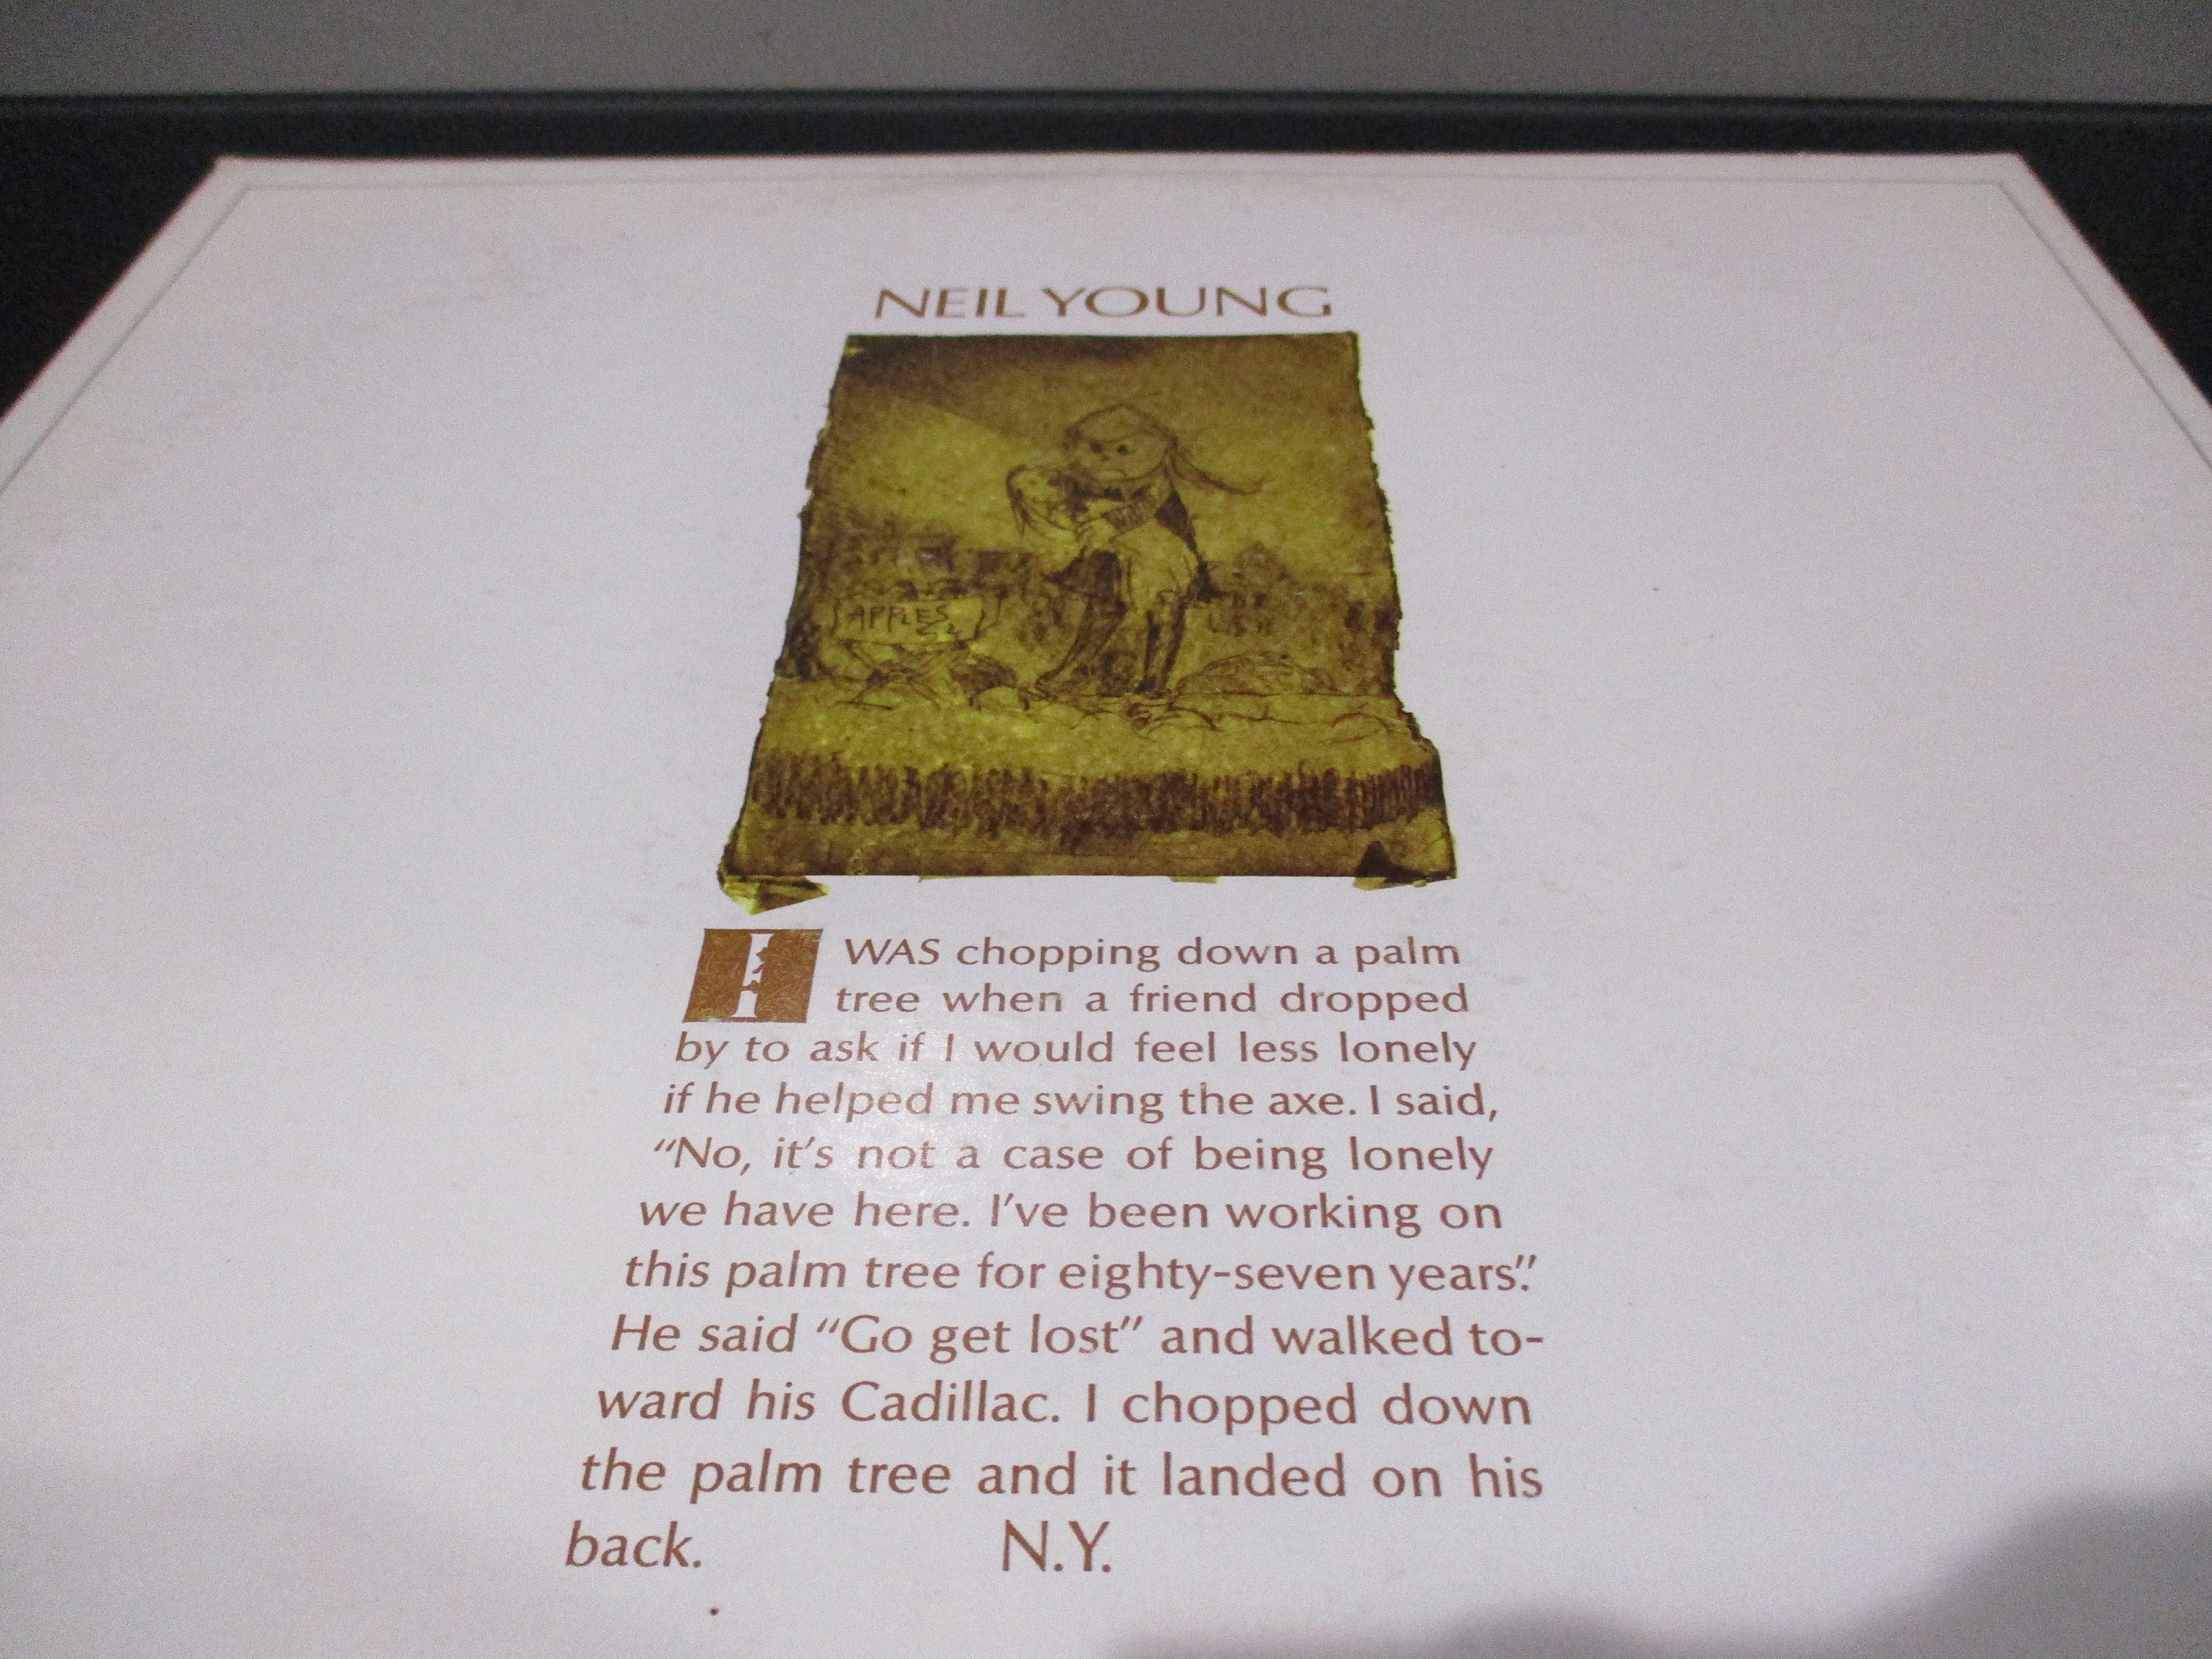 NEIL YOUNG
APPLES
I WAS chopping down a palm
tree when a friend dropped
by to ask if I would feel less lonely
if he helped me swing the axe. I said,
“No, it’s not a case of being lonely
we have here. I’ve been working on
this palm tree for eighty-seven years.”
He said “Go get lost” and walked to-
ward his Cadillac. I chopped down
the palm tree and it landed on his
back. N.Y.